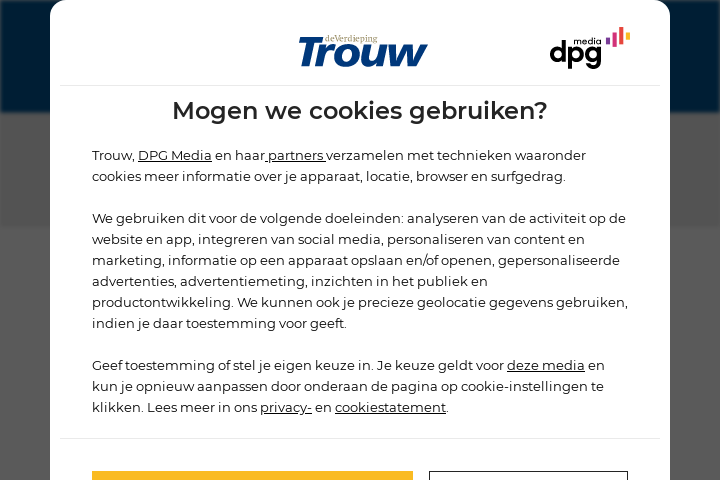 deVerdieping
Trouw
media
dpg
Mogen we cookies gebruiken?
Trouw, DPG Media en haar partners verzamelen met technieken waaronder
cookies meer informatie over je apparaat, locatie, browser en surfgedrag.
We gebruiken dit voor de volgende doeleinden: analyseren van de activiteit op de
website en app, integreren van social media, personaliseren van content en
marketing, informatie op een apparaat opslaan en/of openen, gepersonaliseerde
advertenties, advertentiemeting, inzichten in het publiek en
productontwikkeling. We kunnen ook je precieze geolocatie gegevens gebruiken,
indien je daar toestemming voor geeft.
Geef toestemming of stel je eigen keuze in. Je keuze geldt voor deze media en
kun je opnieuw aanpassen door onderaan de pagina op cookie-instellingen te
klikken. Lees meer in ons privacy- en cookiestatement.